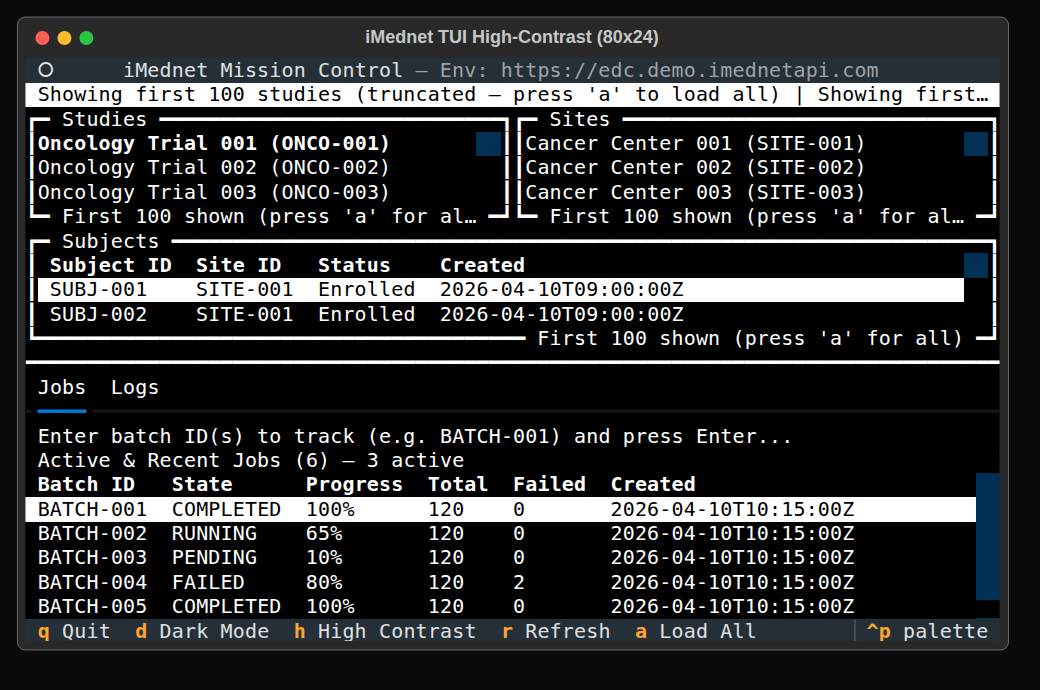 iMednet TUI High-Contrast (80x24)
iMednet Mission Control — Env: https://edc.demo.imednetapi.com
Showing first 100 studies (truncated — press 'a' to load all) | Showing first…
Studies
Oncology Trial 001 (ONCO-001)
Oncology Trial 002 (ONCO-002)
Oncology Trial 003 (ONCO-003)
First 100 shown (press 'a' for al…
Sites
Cancer Center 001 (SITE-001)
Cancer Center 002 (SITE-002)
Cancer Center 003 (SITE-003)
First 100 shown (press 'a' for al…
Subjects
Subject ID Site ID Status Created
SUBJ-001 SITE-001 Enrolled 2026-04-10T09:00:00Z
SUBJ-002 SITE-001 Enrolled 2026-04-10T09:00:00Z
First 100 shown (press 'a' for all)
Jobs Logs
Enter batch ID(s) to track (e.g. BATCH-001) and press Enter...
Active & Recent Jobs (6) — 3 active
Batch ID State Progress Total Failed Created
BATCH-001 COMPLETED 100% 120 0 2026-04-10T10:15:00Z
BATCH-002 RUNNING 65% 120 0 2026-04-10T10:15:00Z
BATCH-003 PENDING 10% 120 0 2026-04-10T10:15:00Z
BATCH-004 FAILED 80% 120 2 2026-04-10T10:15:00Z
BATCH-005 COMPLETED 100% 120 0 2026-04-10T10:15:00Z
q Quit d Dark Mode h High Contrast r Refresh a Load All ^p palette